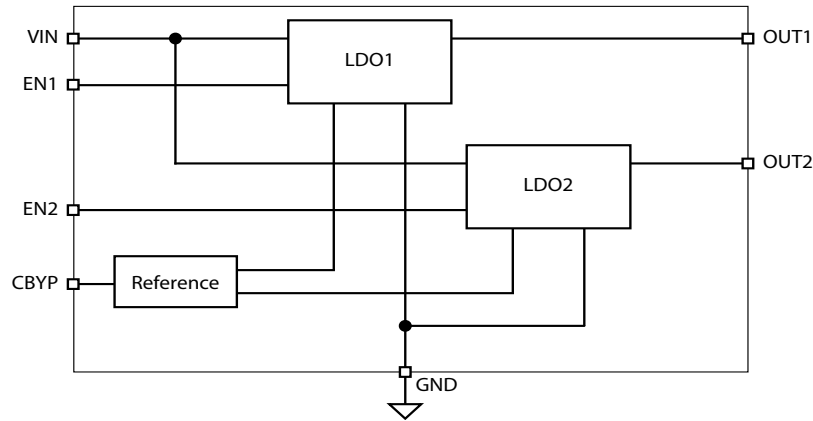 VIN
OUT1
LDO1
EN1
OUT2
LDO2
EN2
CBYP
Reference
GND